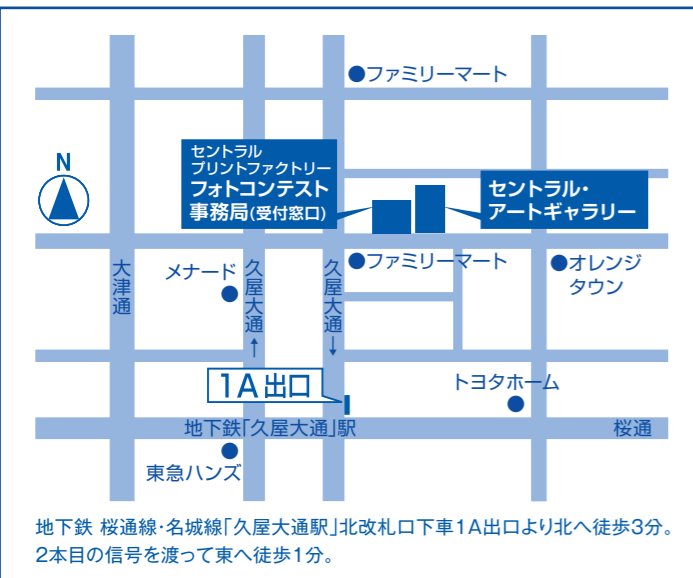 ファミリーマート
N
セントラル
プリントファクトリー
フォトコンテスト
事務局(受付窓口)
セントラル・
アートギャラリー
大津通
メナード
久屋大通
↑
久屋大通
↓
ファミリーマート
オレンジ
タウン
1A出口
トヨタホーム
地下鉄「久屋大通」駅
桜通
東急ハンズ
地下鉄 桜通線・名城線「久屋大通駅」北改札口下車1A出口より北へ徒歩3分。
2本目の信号を渡って東へ徒歩1分。